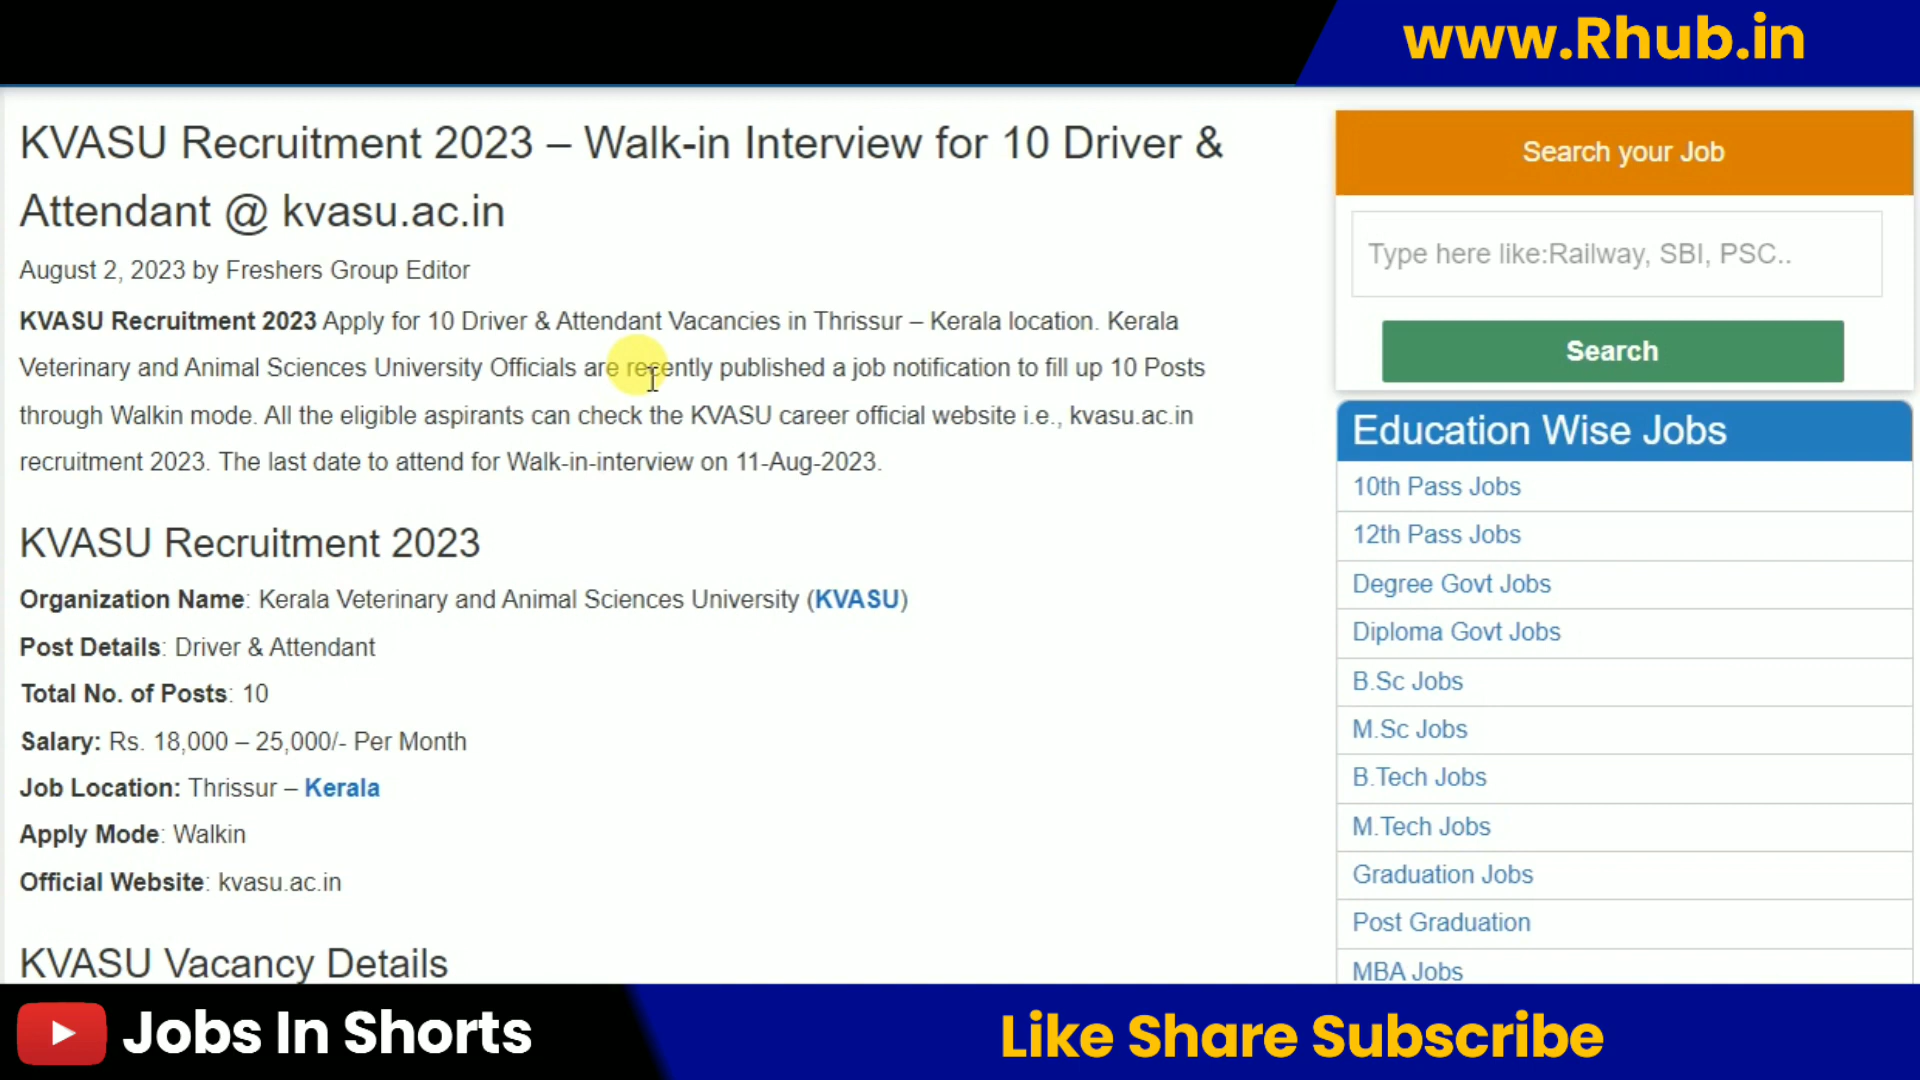 www.Rhub.in
KVASU Recruitment 2023 – Walk-in Interview for 10 Driver &
Attendant @ kvasu.ac.in
August 2, 2023 by Freshers Group Editor
KVASU Recruitment 2023 Apply for 10 Driver & Attendant Vacancies in Thrissur – Kerala location. Kerala
Veterinary and Animal Sciences University Officials are recently published a job notification to fill up 10 Posts
through Walkin mode. All the eligible aspirants can check the KVASU career official website i.e., kvasu.ac.in
recruitment 2023. The last date to attend for Walk-in-interview on 11-Aug-2023.
KVASU Recruitment 2023
Organization Name: Kerala Veterinary and Animal Sciences University (KVASU)
Post Details: Driver & Attendant
Total No. of Posts: 10
Salary: Rs. 18,000 – 25,000/- Per Month
Job Location: Thrissur – Kerala
Apply Mode: Walkin
Official Website: kvasu.ac.in
KVASU Vacancy Details
Search your Job
Type here like:Railway, SBI, PSC..
Search
Education Wise Jobs
10th Pass Jobs
12th Pass Jobs
Degree Govt Jobs
Diploma Govt Jobs
B.Sc Jobs
M.Sc Jobs
B.Tech Jobs
M.Tech Jobs
Graduation Jobs
Post Graduation
MBA Jobs
Jobs In Shorts
Like Share Subscribe